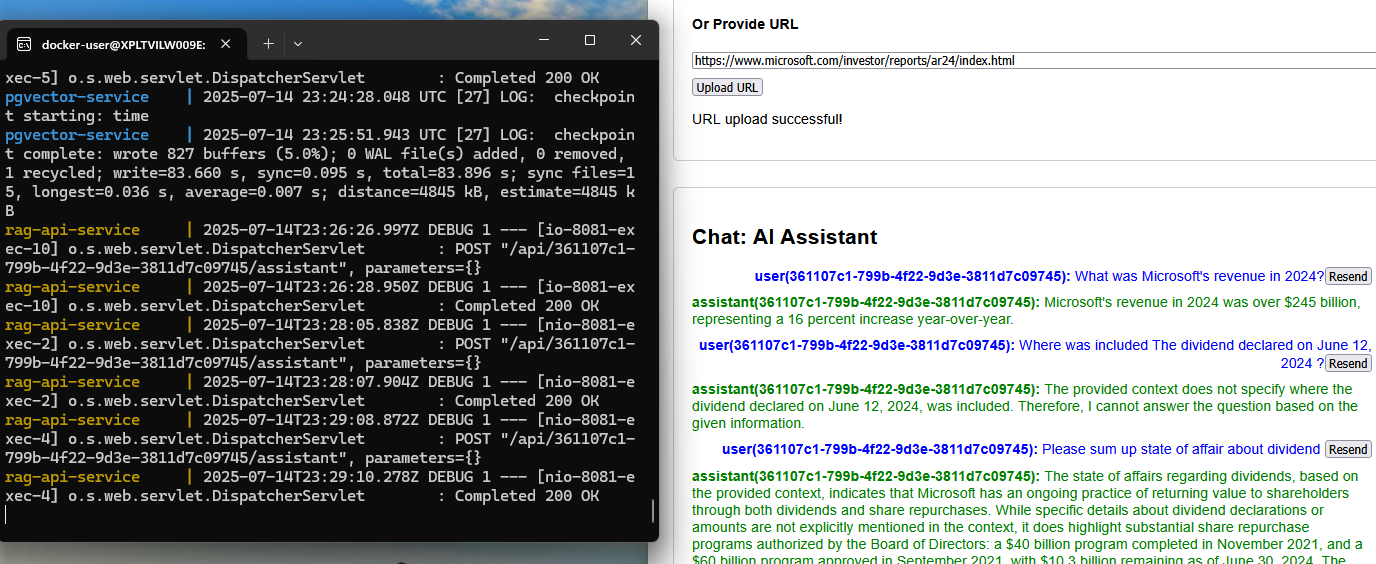 docker-user@XPLTVILW009E:
xec-5] o.s.web.servlet.DispatcherServlet : Completed 200 OK
pgvector-service | 2025-07-14 23:24:28.048 UTC [27] LOG: checkpoin
t starting: time
pgvector-service | 2025-07-14 23:25:51.943 UTC [27] LOG: checkpoin
t complete: wrote 827 buffers (5.0%); 0 WAL file(s) added, 0 removed,
1 recycled; write=83.660 s, sync=0.095 s, total=83.896 s; sync files=1
5, longest=0.036 s, average=0.007 s; distance=4845 kB, estimate=4845 k
B
rag-api-service | 2025-07-14T23:26:26.997Z DEBUG 1 --- [io-8081-ex
ec-10] o.s.web.servlet.DispatcherServlet : POST "/api/361107c1-
799b-4f22-9d3e-3811d7c09745/assistant", parameters={}
rag-api-service | 2025-07-14T23:26:28.950Z DEBUG 1 --- [io-8081-ex
ec-10] o.s.web.servlet.DispatcherServlet : Completed 200 OK
rag-api-service | 2025-07-14T23:28:05.838Z DEBUG 1 --- [nio-8081-e
xec-2] o.s.web.servlet.DispatcherServlet : POST "/api/361107c1-
799b-4f22-9d3e-3811d7c09745/assistant", parameters={}
rag-api-service | 2025-07-14T23:28:07.904Z DEBUG 1 --- [nio-8081-e
xec-2] o.s.web.servlet.DispatcherServlet : Completed 200 OK
rag-api-service | 2025-07-14T23:29:08.872Z DEBUG 1 --- [nio-8081-e
xec-4] o.s.web.servlet.DispatcherServlet : POST "/api/361107c1-
799b-4f22-9d3e-3811d7c09745/assistant", parameters={}
rag-api-service | 2025-07-14T23:29:10.278Z DEBUG 1 --- [nio-8081-e
xec-4] o.s.web.servlet.DispatcherServlet : Completed 200 OK
Or Provide URL
https://www.microsoft.com/investor/reports/ar24/index.html
Upload URL
URL upload successful!
Chat: AI Assistant
user(361107c1-799b-4f22-9d3e-3811d7c09745): What was Microsoft's revenue in 2024? Resend
assistant(361107c1-799b-4f22-9d3e-3811d7c09745): Microsoft's revenue in 2024 was over $245 billion,
representing a 16 percent increase year-over-year.
user(361107c1-799b-4f22-9d3e-3811d7c09745): Where was included The dividend declared on June 12,
2024 ? Resend
assistant(361107c1-799b-4f22-9d3e-3811d7c09745): The provided context does not specify where the
dividend declared on June 12, 2024, was included. Therefore, I cannot answer the question based on the
given information.
user(361107c1-799b-4f22-9d3e-3811d7c09745): Please sum up state of affair about dividend Resend
assistant(361107c1-799b-4f22-9d3e-3811d7c09745): The state of affairs regarding dividends, based on
the provided context, indicates that Microsoft has an ongoing practice of returning value to shareholders
through both dividends and share repurchases. While specific details about dividend declarations or
amounts are not explicitly mentioned in the context, it does highlight substantial share repurchase
programs authorized by the Board of Directors: a $40 billion program completed in November 2021, and a
$60 billion program approved in September 2021, with $10.3 billion remaining as of June 30, 2024. The